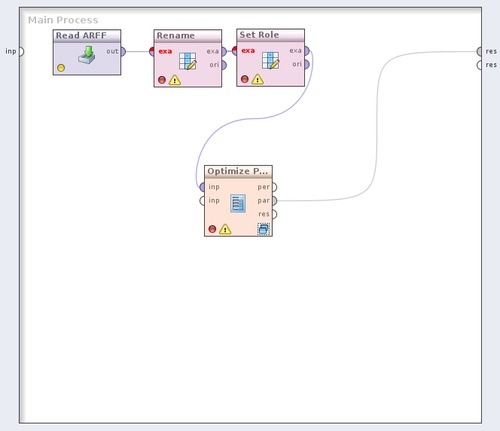 Main Process
Read ARFF
Rename
Set Role
inp
out
exa
exa
ori
exa
exa
ori
res
res
Optimize P...
inp
per
inp
par
res